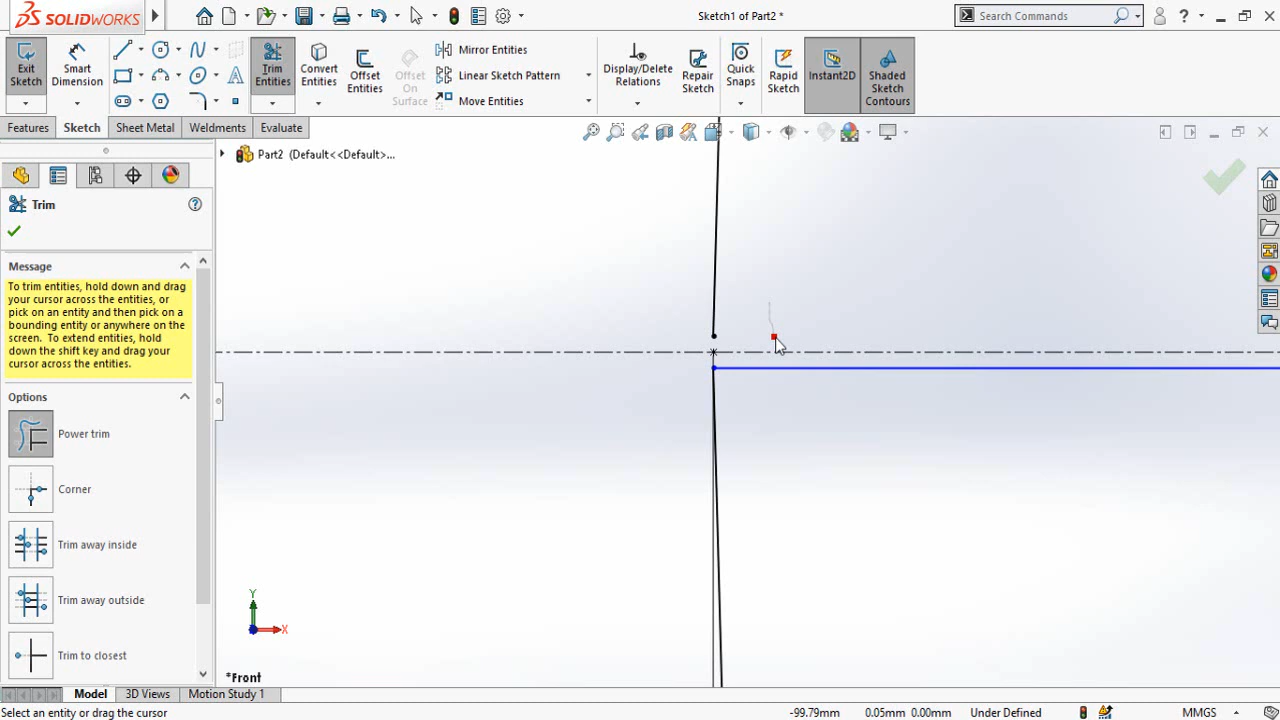 SOLIDWORKS
Sketch1 of Part2 *
Search Commands
?
Exit Sketch
Smart Dimension
Trim Entities
Convert Entities
Offset Entities
Offset On Surface
Mirror Entities
Linear Sketch Pattern
Move Entities
Display/Delete Relations
Repair Sketch
Quick Snaps
Rapid Sketch
Instant2D
Shaded Sketch Contours
Features
Sketch
Sheet Metal
Weldments
Evaluate
Part2 (Default<<Default>...
Trim
?
Message
To trim entities, hold down and drag
your cursor across the entities, or
pick on an entity and then pick on a
bounding entity or anywhere on the
screen. To extend entities, hold
down the shift key and drag your
cursor across the entities.
Options
Power trim
Corner
Trim away inside
Trim away outside
Trim to closest
Y
X
*Front
Model
3D Views
Motion Study 1
Select an entity or drag the cursor
-99.79mm
0.05mm 0.00mm
Under Defined
MMGS